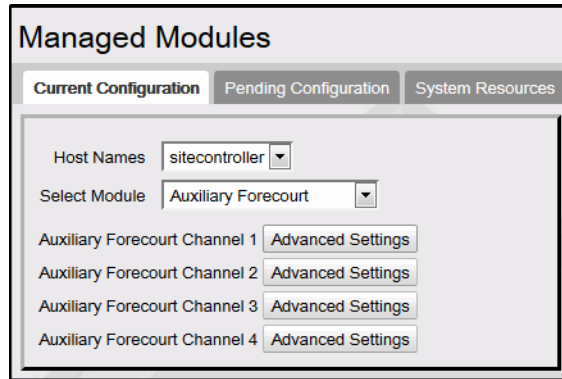 Managed Modules
Current Configuration Pending Configuration System Resources
Host Names sitecontroller
Select Module Auxiliary Forecourt
Auxiliary Forecourt Channel 1 Advanced Settings
Auxiliary Forecourt Channel 2 Advanced Settings
Auxiliary Forecourt Channel 3 Advanced Settings
Auxiliary Forecourt Channel 4 Advanced Settings